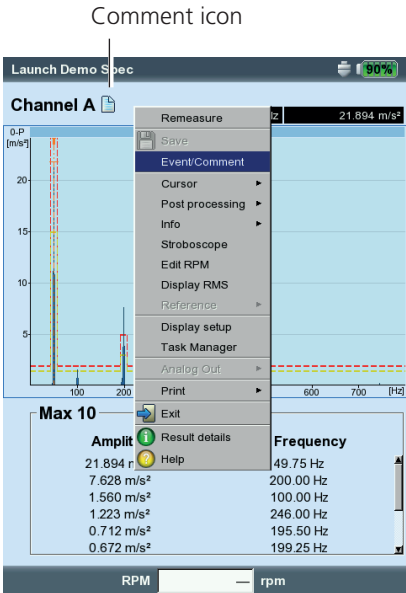 Comment icon
Launch Demo Spec
90%
Channel A
Hz 21.894 m/s²
0-P
[m/s²]
20
15
10
5
100 200 600 700 [Hz]
Remeasure
Save
Event/Comment
Cursor
Post processing
Info
Stroboscope
Edit RPM
Display RMS
Reference
Display setup
Task Manager
Analog Out
Print
Exit
Result details
Help
Max 10
Amplit Frequency
21.894 m 49.75 Hz
7.628 m/s² 200.00 Hz
1.560 m/s² 100.00 Hz
1.223 m/s² 246.00 Hz
0.712 m/s² 195.50 Hz
0.672 m/s² 199.25 Hz
RPM — rpm